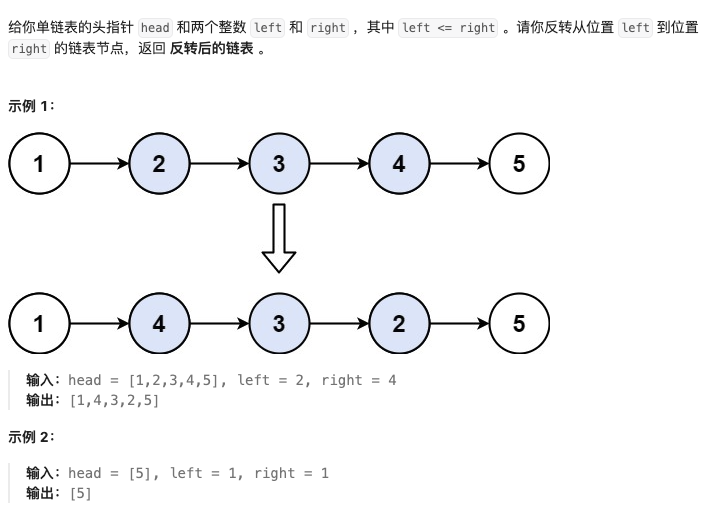 给你单链表的头指针 head 和两个整数 left 和 right ，其中 left <= right 。请你反转从位置 left 到位置
right 的链表节点，返回 反转后的链表 。
示例 1：
1 2 3 4 5
1 4 3 2 5
输入：head = [1,2,3,4,5], left = 2, right = 4
输出：[1,4,3,2,5]
示例 2：
输入：head = [5], left = 1, right = 1
输出：[5]